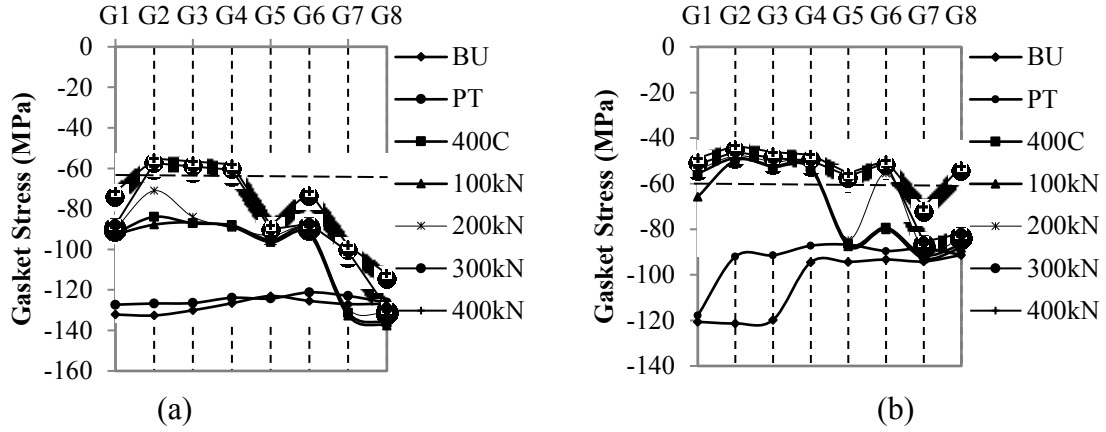 G1 G2 G3 G4 G5 G6 G7 G8
0
-20
-40
-60
-80
-100
-120
-140
-160
Gasket Stress (MPa)
BU
PT
400C
100kN
200kN
300kN
400kN
(a)
G1 G2 G3 G4 G5 G6 G7 G8
0
-20
-40
-60
-80
-100
-120
-140
Gasket Stress (MPa)
BU
PT
400C
100kN
200kN
300kN
400kN
(b)